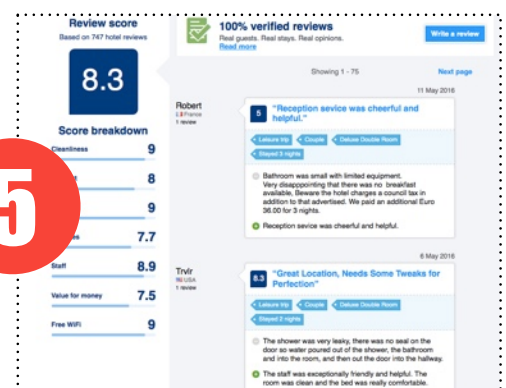 Review score
Based on 747 hotel reviews
8.3
Score breakdown
Cleanliness 9
8
9
7.7
Staff 8.9
Value for money 7.5
Free WiFi 9
5
100% verified reviews
Real guests. Real stays. Real opinions.
Read more
Write a review
Showing 1 - 75
Next page
11 May 2016
Robert
France
1 review
5
"Reception sevice was cheerful and
helpful."
Leisure trip
Couple
Deluxe Double Room
Stayed 3 nights
Bathroom was small with limited equipment.
Very disapppointing that there was no breakfast
available, Beware the hotel charges a council tax in
addition to that advertised. We paid an additional Euro
36.00 for 3 nights.
Reception sevice was cheerful and helpful.
6 May 2016
Trvlr
USA
1 review
8.3
"Great Location, Needs Some Tweaks for
Perfection"
Leisure trip
Couple
Deluxe Double Room
Stayed 2 nights
The shower was very leaky, there was no seal on the
door so water poured out of the shower, the bathroom
and into the room, and then out the door into the hallway.
The staff was exceptionally friendly and helpful. The
room was clean and the bed was really comfortable.